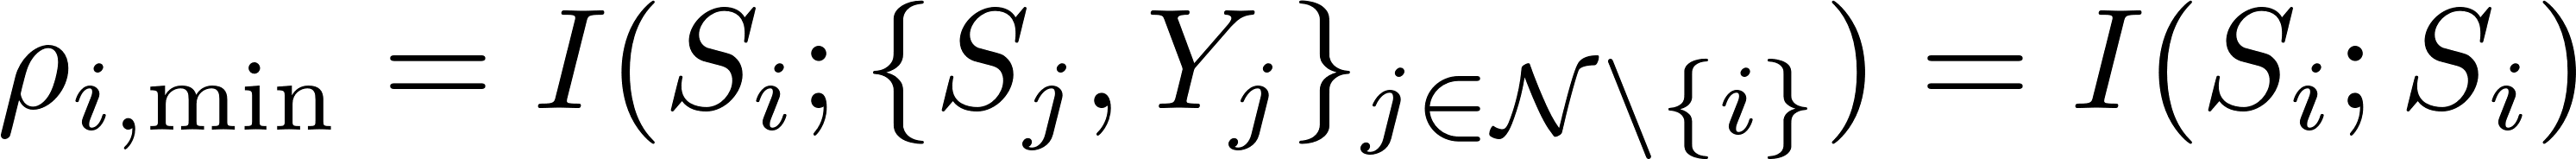 ρ_{i,min} = I(S_i; {S_j, Y_j}_{j∈𝒩\{i}}) = I(S_i; S_i)